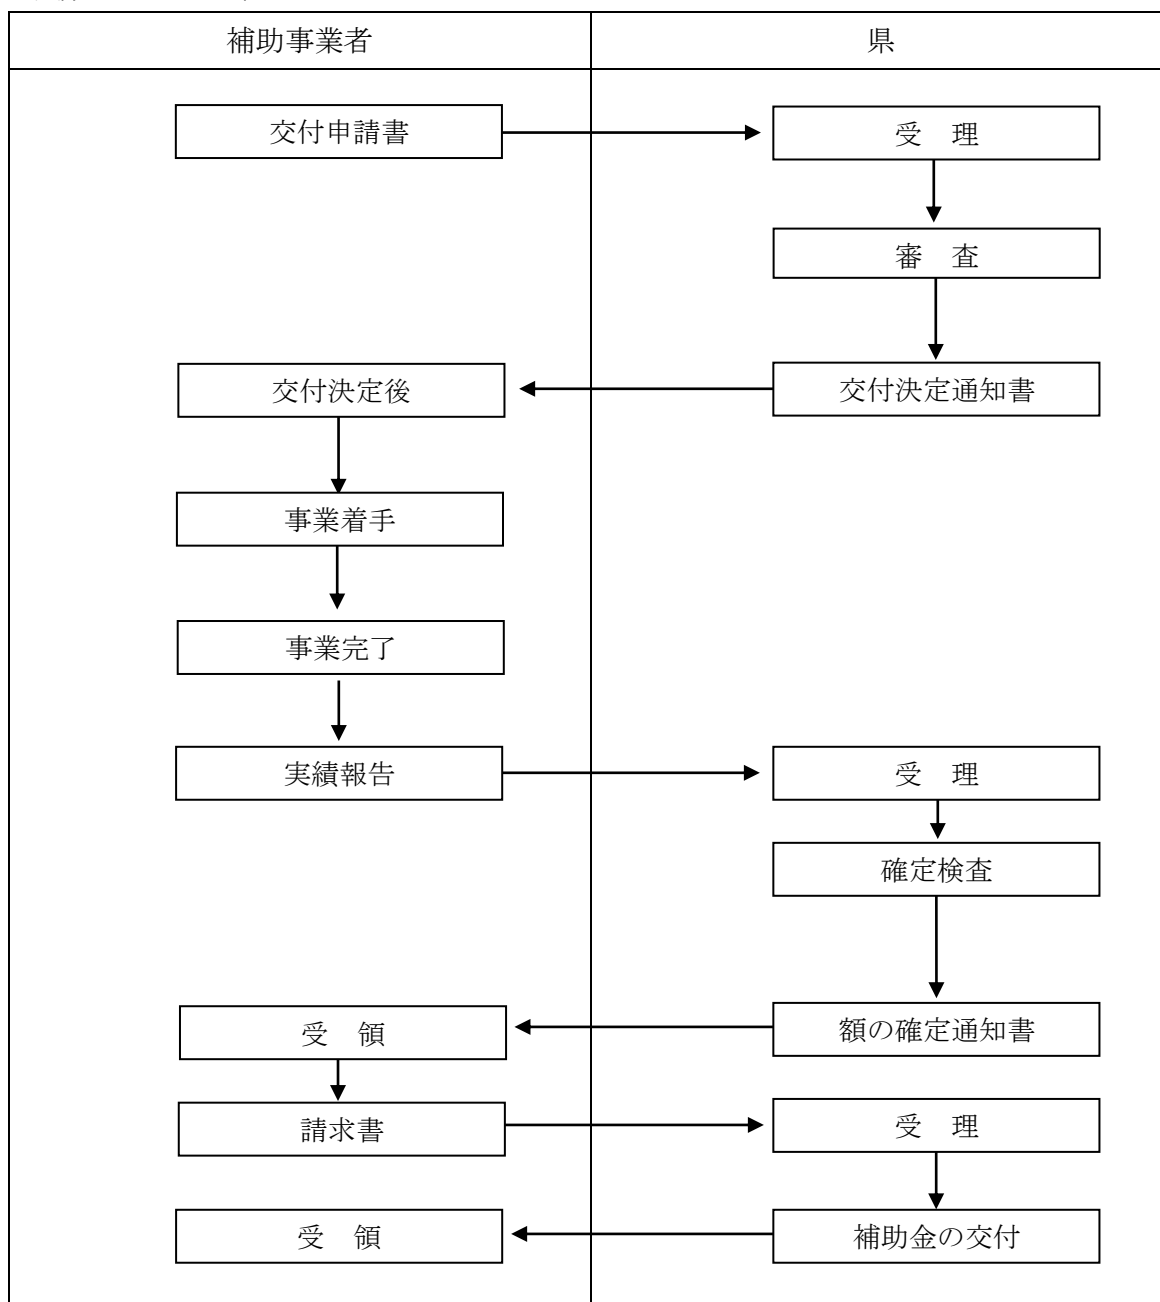 補助事業者 県
交付申請書 受　理
審　査
交付決定後 交付決定通知書
事業着手
事業完了
実績報告 受　理
確定検査
受　領 額の確定通知書
請求書 受　理
受　領 補助金の交付